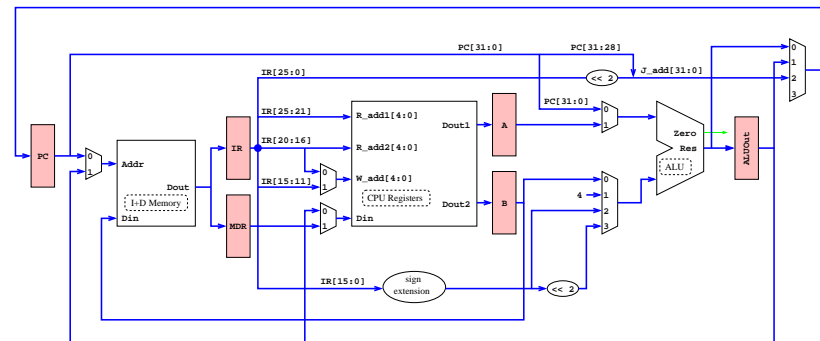 PC[31:0]
PC[31:28]
IR[25:0]
<< 2
J_add[31:0]
0
1
2
3
PC[31:0]
IR[25:21]
R_add1[4:0]
Dout1
A
0
1
Zero
Res
ALU
ALUOut
PC
0
1
Addr
Dout
I+D Memory
Din
IR
MDR
IR[20:16]
R_add2[4:0]
IR[15:11]
0
1
W_add[4:0]
CPU Registers
0
1
Din
Dout2
B
0
4
1
2
3
IR[15:0]
sign
extension
<< 2